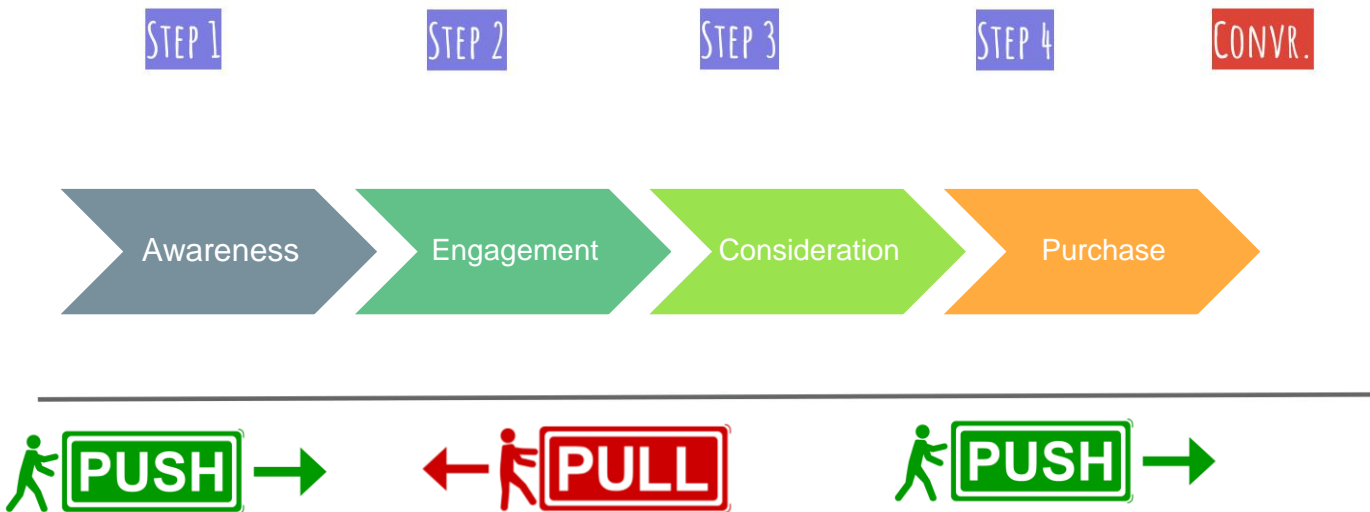 STEP 1 STEP 2 STEP 3 STEP 4 CONVR.
Awareness Engagement Consideration Purchase
PUSH PULL PUSH